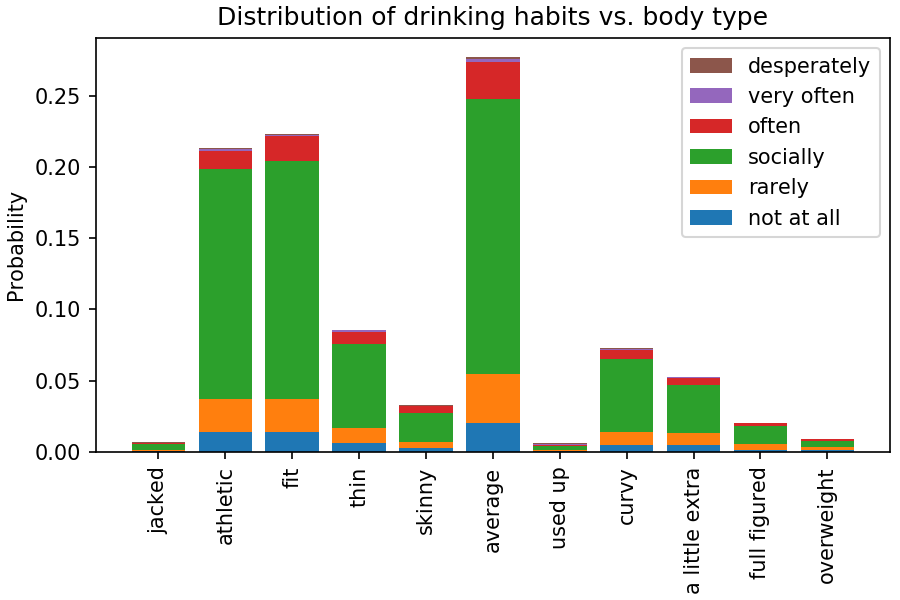 Distribution of drinking habits vs. body type
desperately
very often
often
socially
rarely
not at all
Probability
0.25
0.20
0.15
0.10
0.05
0.00
jacked
athletic
fit
thin
skinny
average
used up
curvy
a little extra
full figured
overweight